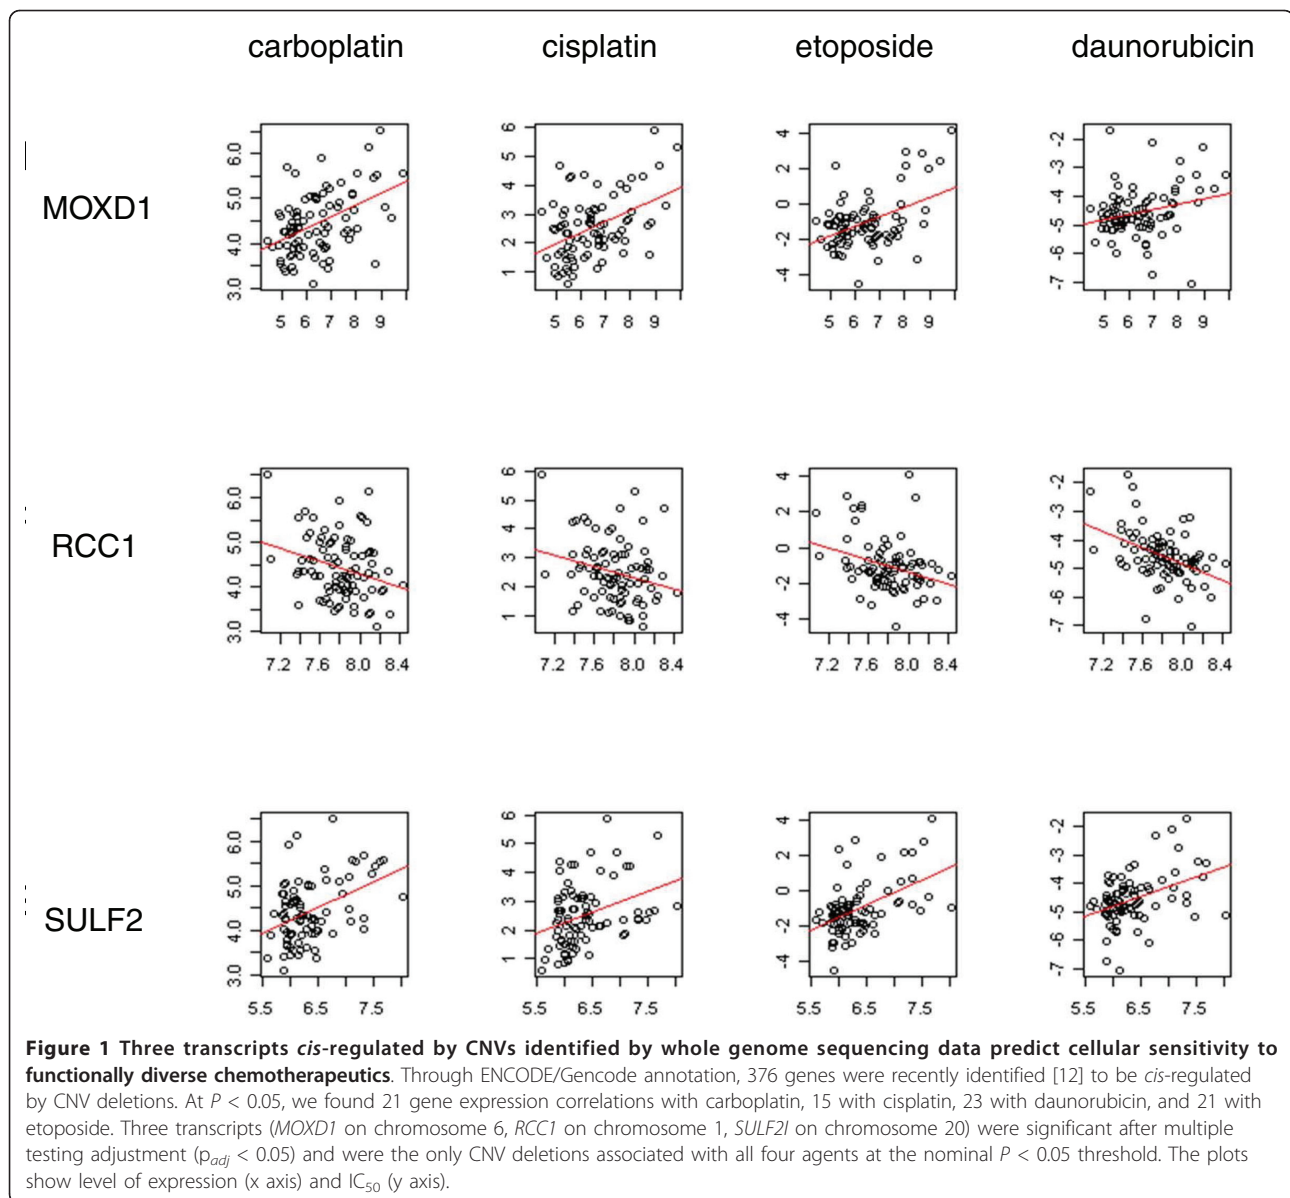 carboplatin cisplatin etoposide daunorubicin
MOXD1
3.0 4.0 5.0 6.0
5 6 7 8 9
1 2 3 4 5 6
5 6 7 8 9
-4 -2 0 2 4
5 6 7 8 9
-7 -6 -5 -4 -3 -2
5 6 7 8 9
RCC1
3.0 4.0 5.0 6.0
7.2 7.6 8.0 8.4
1 2 3 4 5 6
7.2 7.6 8.0 8.4
-4 -2 0 2 4
7.2 7.6 8.0 8.4
-7 -6 -5 -4 -3 -2
7.2 7.6 8.0 8.4
SULF2
3.0 4.0 5.0 6.0
5.5 6.5 7.5
1 2 3 4 5 6
5.5 6.5 7.5
-4 -2 0 2 4
5.5 6.5 7.5
-7 -6 -5 -4 -3 -2
5.5 6.5 7.5
Figure 1 Three transcripts cis-regulated by CNVs identified by whole genome sequencing data predict cellular sensitivity to
functionally diverse chemotherapeutics. Through ENCODE/Gencode annotation, 376 genes were recently identified [12] to be cis-regulated
by CNV deletions. At P < 0.05, we found 21 gene expression correlations with carboplatin, 15 with cisplatin, 23 with daunorubicin, and 21 with
etoposide. Three transcripts (MOXD1 on chromosome 6, RCC1 on chromosome 1, SULF2I on chromosome 20) were significant after multiple
testing adjustment (p_adj < 0.05) and were the only CNV deletions associated with all four agents at the nominal P < 0.05 threshold. The plots
show level of expression (x axis) and IC50 (y axis).